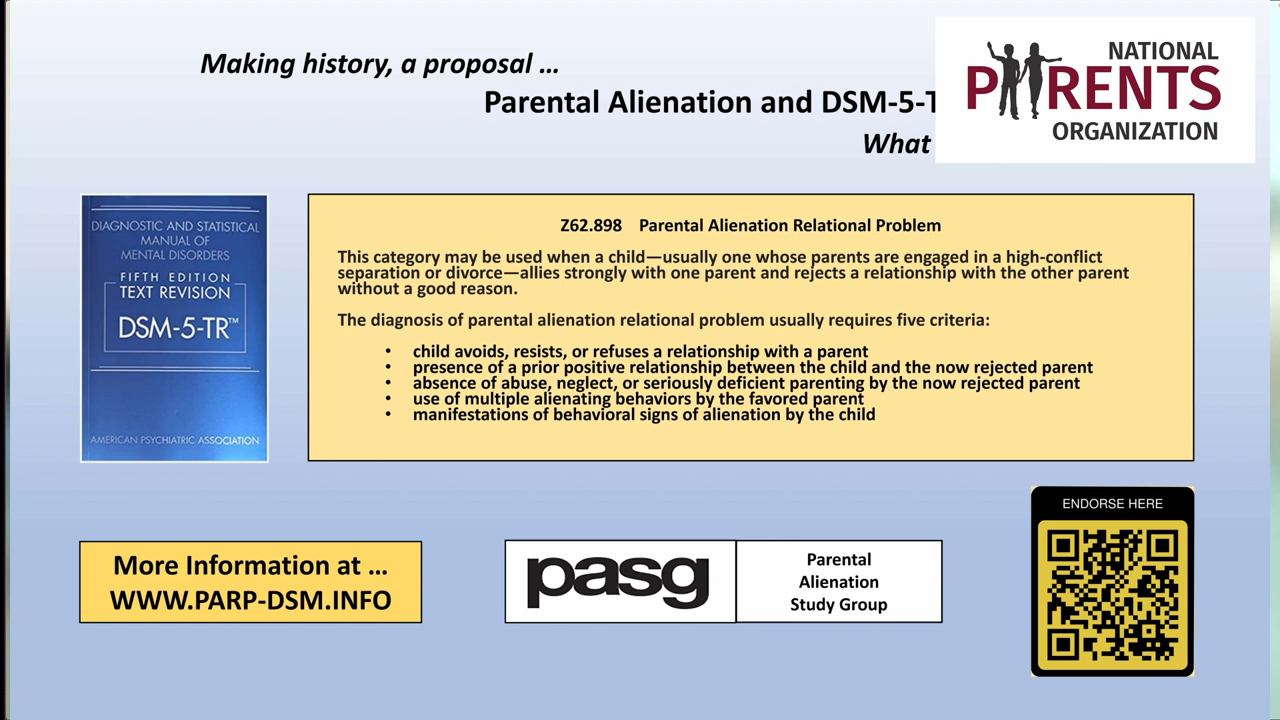 Making history, a proposal …
Parental Alienation and DSM-5-T
What
NATIONAL
PARENTS
ORGANIZATION
DIAGNOSTIC AND STATISTICAL
MANUAL OF
MENTAL DISORDERS
FIFTH EDITION
TEXT REVISION
DSM-5-TR™
AMERICAN PSYCHIATRIC ASSOCIATION
Z62.898 Parental Alienation Relational Problem
This category may be used when a child—usually one whose parents are engaged in a high-conflict
separation or divorce—allies strongly with one parent and rejects a relationship with the other parent
without a good reason.
The diagnosis of parental alienation relational problem usually requires five criteria:
• child avoids, resists, or refuses a relationship with a parent
• presence of a prior positive relationship between the child and the now rejected parent
• absence of abuse, neglect, or seriously deficient parenting by the now rejected parent
• use of multiple alienating behaviors by the favored parent
• manifestations of behavioral signs of alienation by the child
More Information at …
WWW.PARP-DSM.INFO
pasg
Parental
Alienation
Study Group
ENDORSE HERE